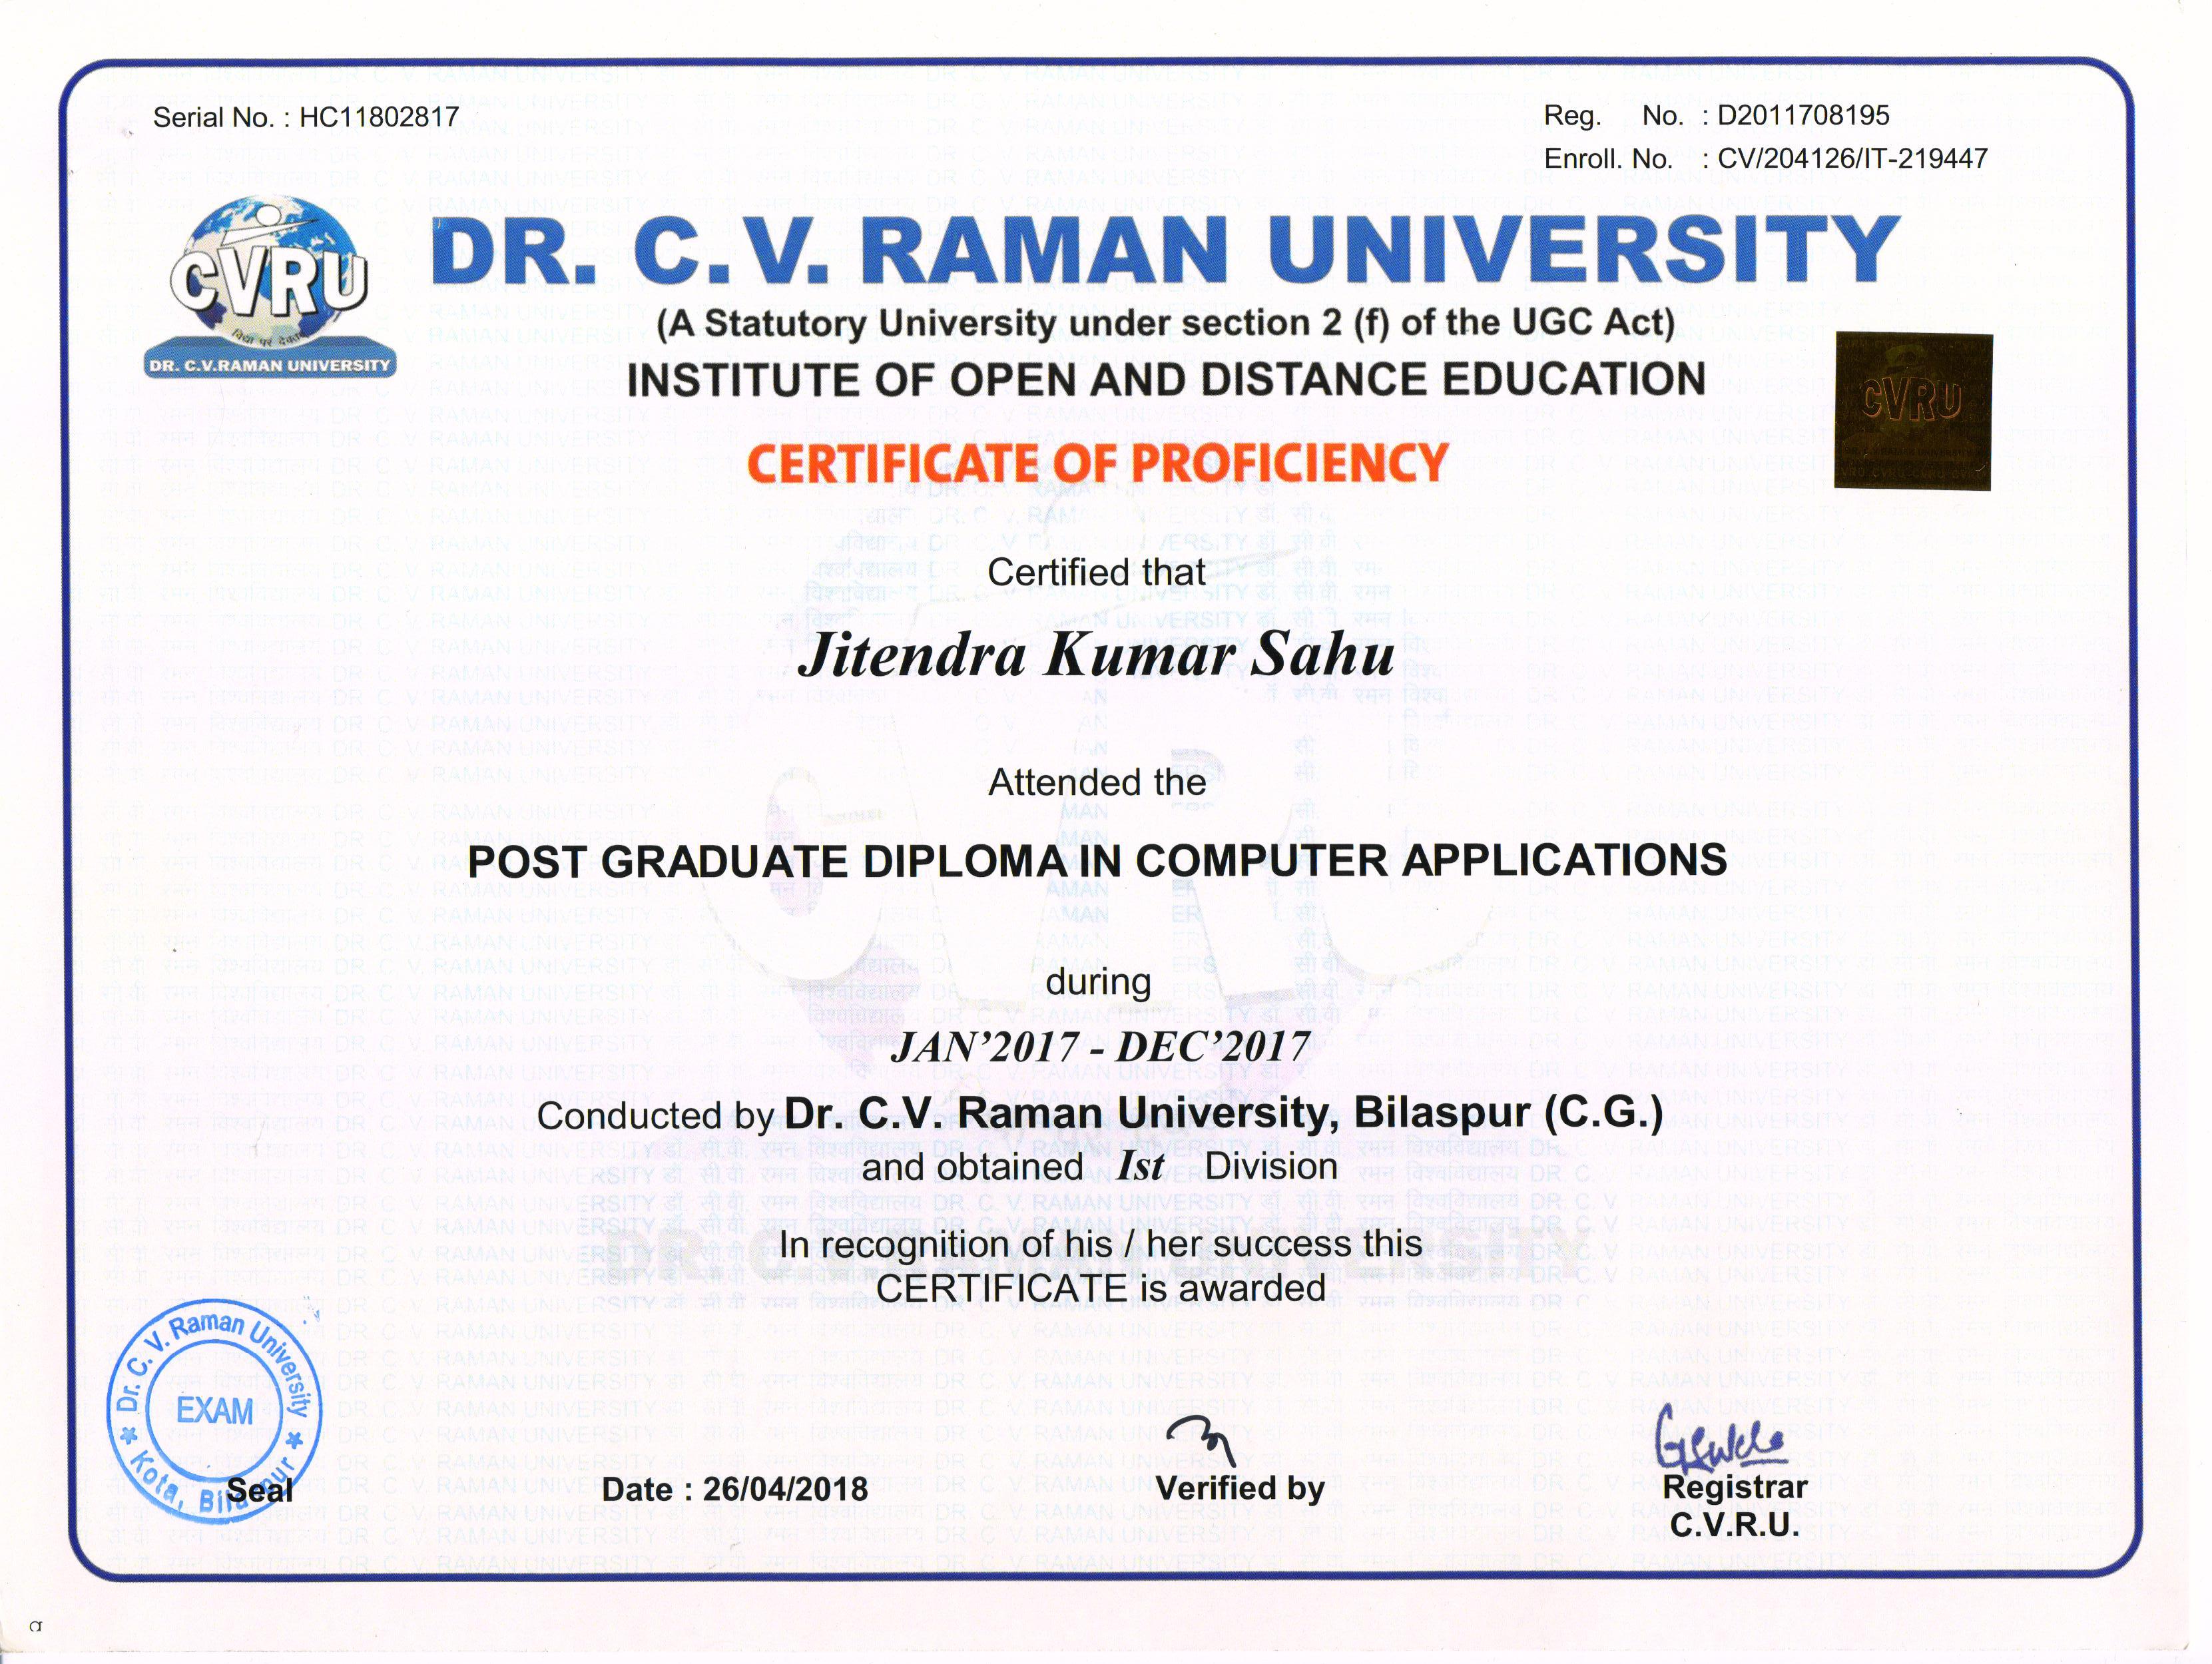 Serial No. : HC11802817
Reg. No. : D2011708195
Enroll. No. : CV/204126/IT-219447
CVRU
DR. C.V.RAMAN UNIVERSITY
DR. C. V. RAMAN UNIVERSITY
(A Statutory University under section 2 (f) of the UGC Act)
INSTITUTE OF OPEN AND DISTANCE EDUCATION
CVRU
CERTIFICATE OF PROFICIENCY
Certified that
Jitendra Kumar Sahu
Attended the
POST GRADUATE DIPLOMA IN COMPUTER APPLICATIONS
during
JAN’2017 - DEC’2017
Conducted by Dr. C.V. Raman University, Bilaspur (C.G.)
and obtained Ist Division
In recognition of his / her success this
CERTIFICATE is awarded
Dr. C. V. Raman University
EXAM
Kota,
Seal
Date : 26/04/2018
Verified by
Registrar
C.V.R.U.